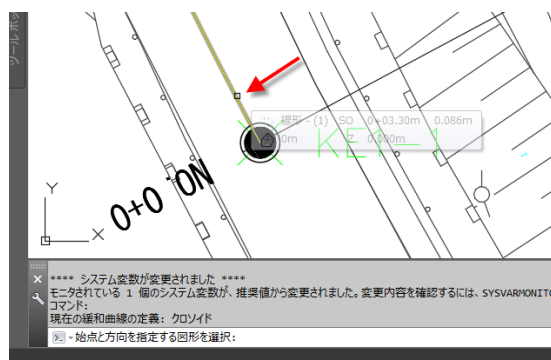 ツール ボッ
線形 - (1) SO 0+03.30m 0.086m
0m Z 0.000m
KE1-1
Y
X
0+0 0N
**** システム変数が変更されました ****
モニタされている 1 個のシステム変数が、推奨値から変更されました。変更内容を確認するには、SYSVARMONITO
コマンド:
現在の緩和曲線の定義: クロソイド
始点と方向を指定する図形を選択: